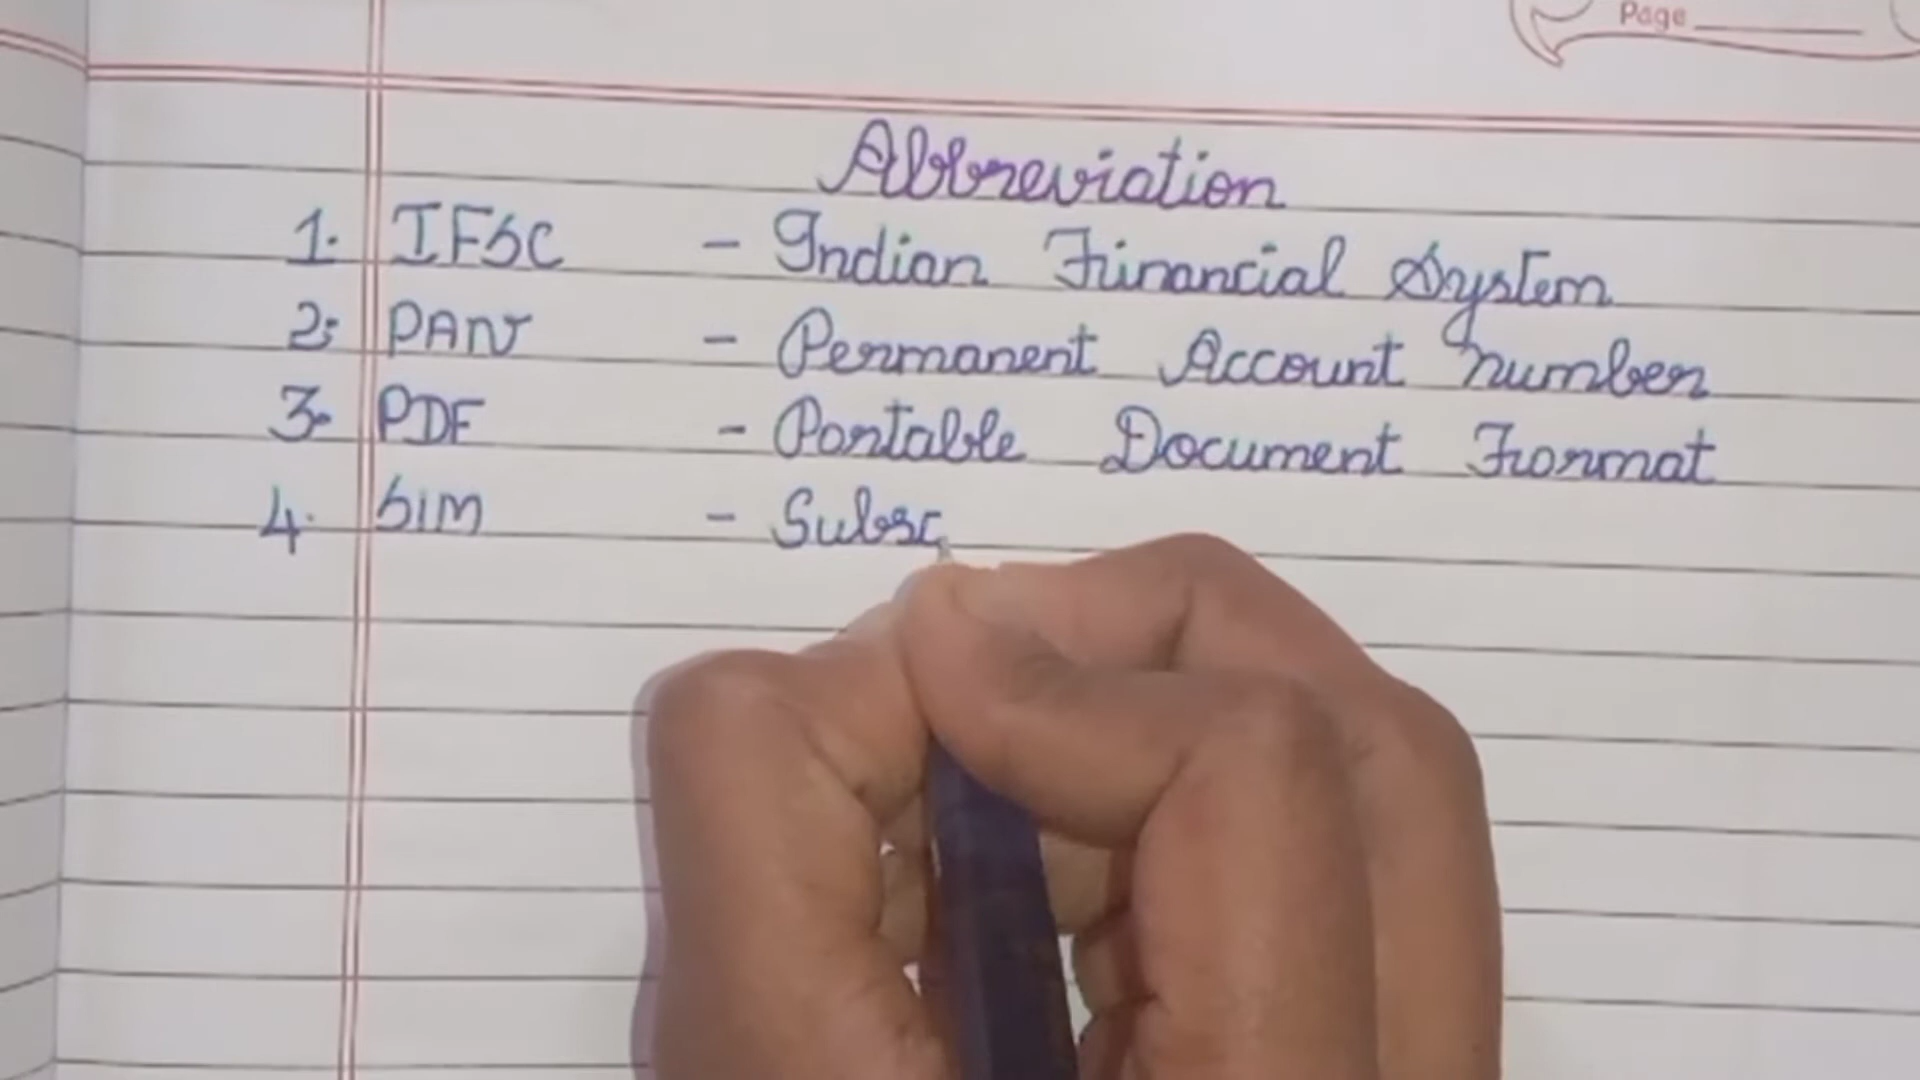 Page
Abbreviation
1. IFSC - Indian Financial System
2. PAN - Permanent Account Number
3. PDF - Portable Document Format
4. SIM - Subsc